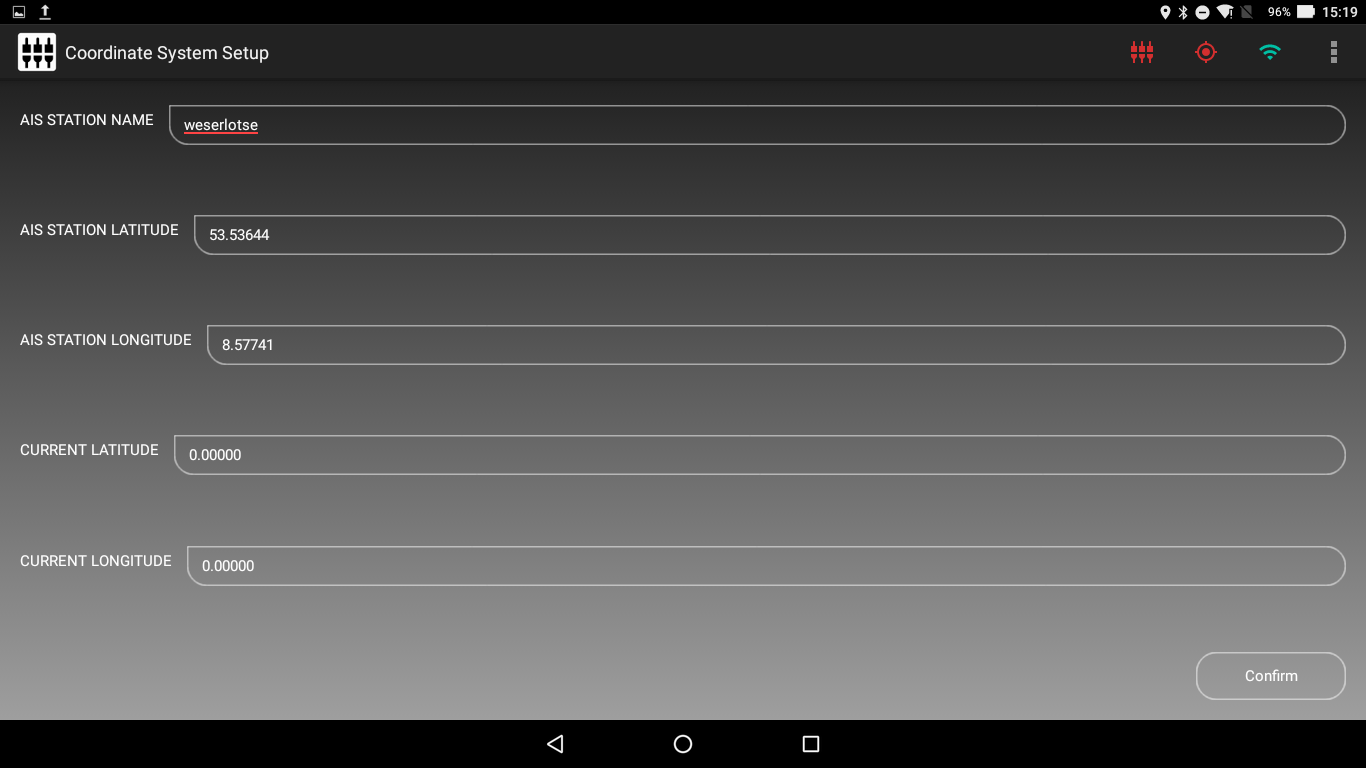 96% 15:19
Coordinate System Setup
AIS STATION NAME weserlotse
AIS STATION LATITUDE 53.53644
AIS STATION LONGITUDE 8.57741
CURRENT LATITUDE 0.00000
CURRENT LONGITUDE 0.00000
Confirm